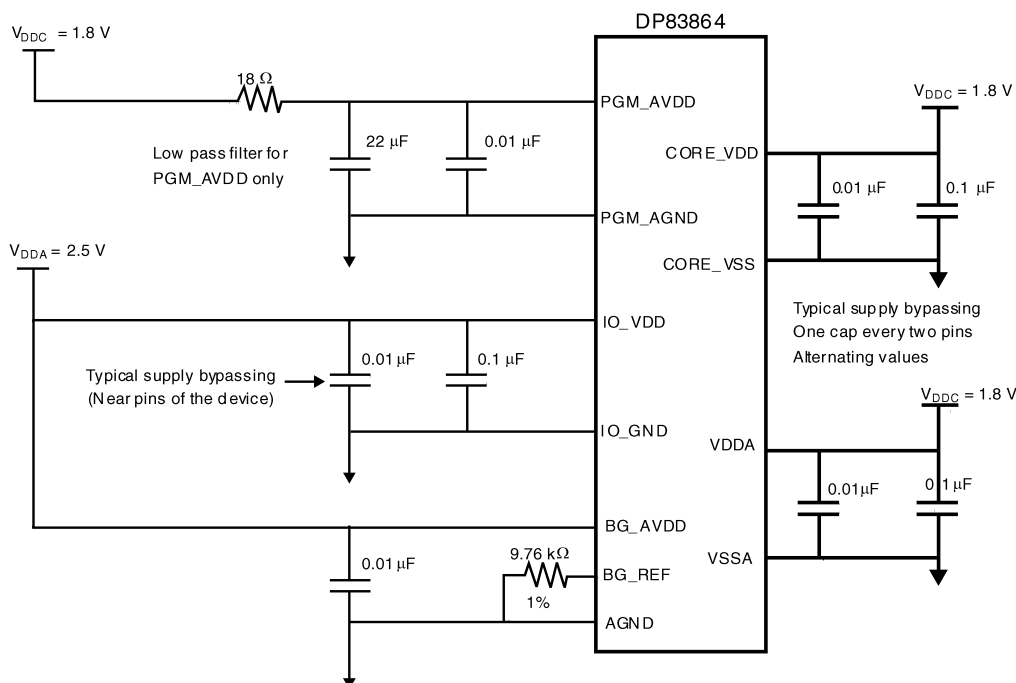 DP83864
VDDC = 1.8 V
18 Ω
PGM_AVDD
VDDC = 1.8 V
22 µF
0.01 µF
Low pass filter for
PGM_AVDD only
CORE_VDD
0.01 µF
0.1 µF
PGM_AGND
VDDA = 2.5 V
CORE_VSS
Typical supply bypassing
One cap every two pins
Alternating values
IO_VDD
0.01 µF
0.1 µF
Typical supply bypassing
(Near pins of the device)
VDDC = 1.8 V
IO_GND
VDDA
0.01 µF
0.1 µF
BG_AVDD
9.76 kΩ
VSSA
0.01 µF
BG_REF
1%
AGND